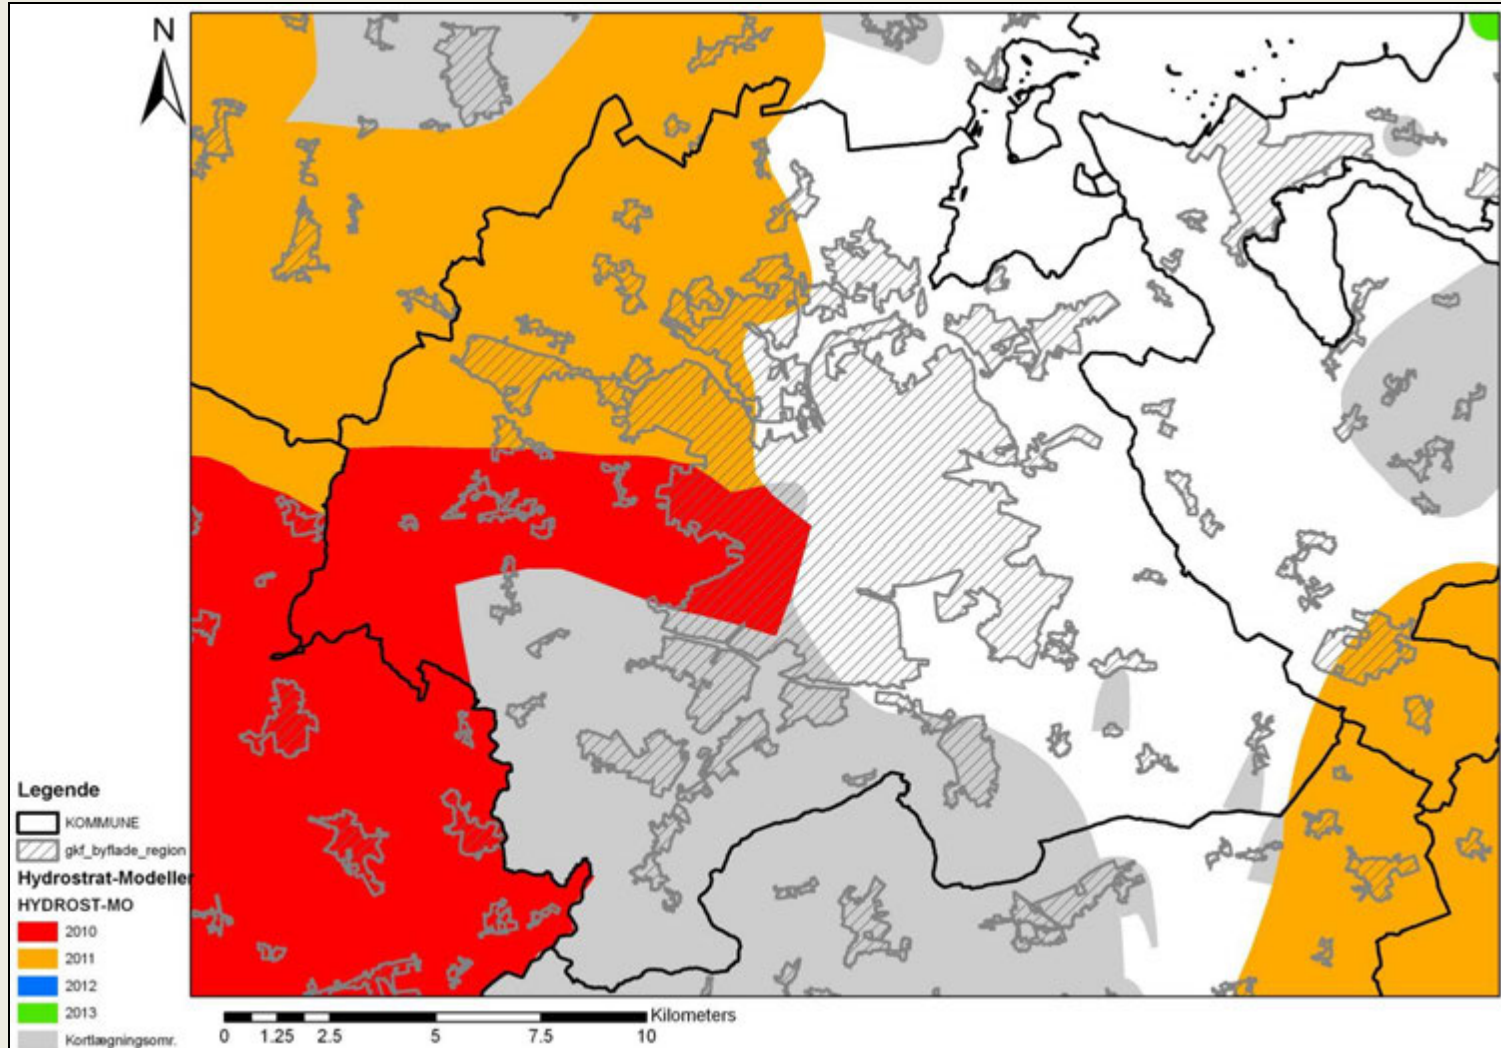 N
Legende
KOMMUNE
gkf_byflade_region
Hydrostrat-Modeller
HYDROST-MO
2010
2011
2012
2013
Kortlægningsomr.
Kilometers
0 1.25 2.5 5 7.5 10